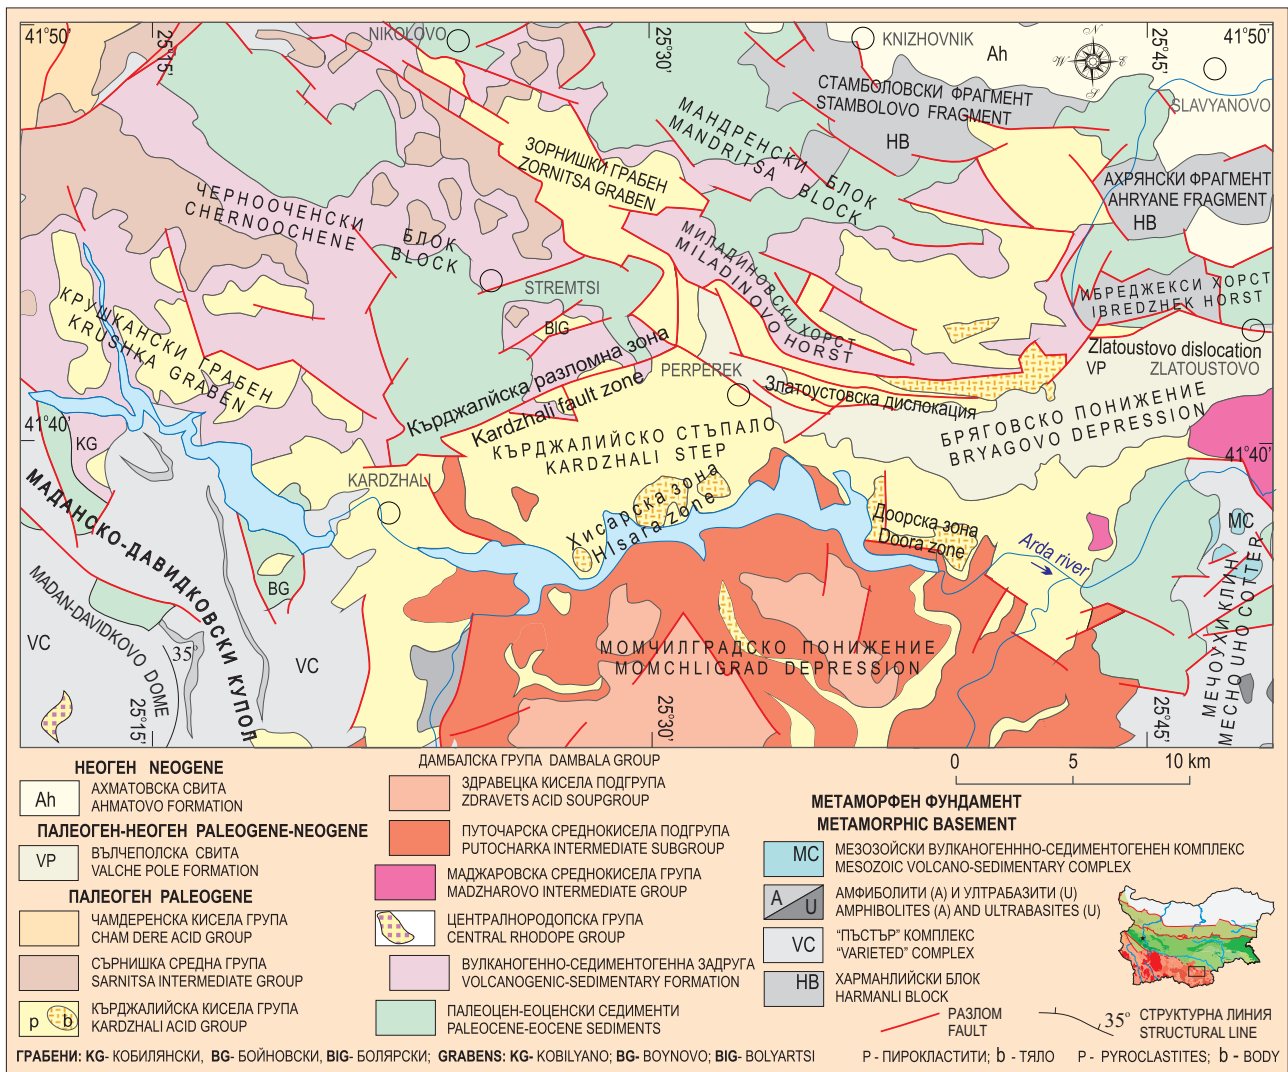 41°50'
25°15'
NIKOLOVO
25°30'
KNIZHOVNIK
Ah
N
W
E
S
25°45'
41°50'
SLAVYANOVO
СТАМБОЛОВСКИ ФРАГМЕНТ
STAMBOLOVO FRAGMENT
HB
МАНДРЕНСКИ БЛОК
MANDRITSA BLOCK
ЗОРНИШКИ ГРАБЕН
ZORNITSA GRABEN
АХРЯНСКИ ФРАГМЕНТ
AHRYANE FRAGMENT
HB
ЧЕРНООЧЕНСКИ БЛОК
CHERNOOCHENE BLOCK
МИЛАДИНОВСКИ ХОРСТ
MILADINOVO HORST
ИБРЕДЖЕКСИ ХОРСТ
IBREDZHEK HORST
STREMTSI
BIG
КРУШКАНСКИ ГРАБЕН
KRUSHKA GRABEN
Кърджалийска разломна зона
Kardzhali fault zone
PERPEREK
Златоустовска дислокация
Zlatoustovo dislocation
VP
ZLATOUSTOVO
БРЯГОВСКО ПОНИЖЕНИЕ
BRYAGOVO DEPRESSION
41°40'
41°40'
KG
КЪРДЖАЛИЙСКО СТЪПАЛО
KARDZHALI STEP
KARDZHALI
Хисарска зона
HIsara zone
Доорска зона
Doora zone
Arda river
MC
МАДАНСКО-ДАВИДКОВСКИ КУПОЛ
MADAN-DAVIDKOVO DOME
BG
VC
35°
VC
МОМЧИЛГРАДСКО ПОНИЖЕНИЕ
MOMCHLIGRAD DEPRESSION
МЕЧОУХИ КЛИН
MECHO UHO COTTER
25°15'
25°30'
25°45'
НЕОГЕН NEOGENE
Ah
АХМАТОВСКА СВИТА
AHMATOVO FORMATION
ПАЛЕОГЕН-НЕОГЕН PALEOGENE-NEOGENE
VP
ВЪЛЧЕПОЛСКА СВИТА
VALCHE POLE FORMATION
ПАЛЕОГЕН PALEOGENE
ЧАМДЕРЕНСКА КИСЕЛА ГРУПА
CHAM DERE ACID GROUP
СЪРНИШКА СРЕДНА ГРУПА
SARNITSA INTERMEDIATE GROUP
p b
КЪРДЖАЛИЙСКА КИСЕЛА ГРУПА
KARDZHALI ACID GROUP
ДАМБАЛСКА ГРУПА DAMBALA GROUP
ЗДРАВЕЦКА КИСЕЛА ПОДГРУПА
ZDRAVETS ACID SOUPGROUP
ПУТОЧАРСКА СРЕДНОКИСЕЛА ПОДГРУПА
PUTOCHARKA INTERMEDIATE SUBGROUP
МАДЖАРОВСКА СРЕДНОКИСЕЛА ГРУПА
MADZHAROVO INTERMEDIATE GROUP
ЦЕНТРАЛНОРОДОПСКА ГРУПА
CENTRAL RHODOPE GROUP
ВУЛКАНОГЕННО-СЕДИМЕНТОГЕННА ЗАДРУГА
VOLCANOGENIC-SEDIMENTARY FORMATION
ПАЛЕОЦЕН-ЕОЦЕНСКИ СЕДИМЕНТИ
PALEOCENE-EOCENE SEDIMENTS
0 5 10 km
МЕТАМОРФЕН ФУНДАМЕНТ
METAMORPHIC BASEMENT
MC
МЕЗОЗОЙСКИ ВУЛКАНОГЕНННО-СЕДИМЕНТОГЕНЕН КОМПЛЕКС
MESOZOIC VOLCANO-SEDIMENTARY COMPLEX
A U
АМФИБОЛИТИ (A) И УЛТРАБАЗИТИ (U)
AMPHIBOLITES (A) AND ULTRABASITES (U)
VC
“ПЪСТЪР” КОМПЛЕКС
“VARIETED” COMPLEX
HB
ХАРМАНЛИЙСКИ БЛОК
HARMANLI BLOCK
РАЗЛОМ
FAULT
35°
СТРУКТУРНА ЛИНИЯ
STRUCTURAL LINE
ГРАБЕНИ: KG- КОБИЛЯНСКИ, BG- БОЙНОВСКИ, BIG- БОЛЯРСКИ; GRABENS: KG- KOBILYANO; BG- BOYNOVO; BIG- BOLYARTSI
P - ПИРОКЛАСТИТИ; b - ТЯЛО P - PYROCLASTITES; b - BODY